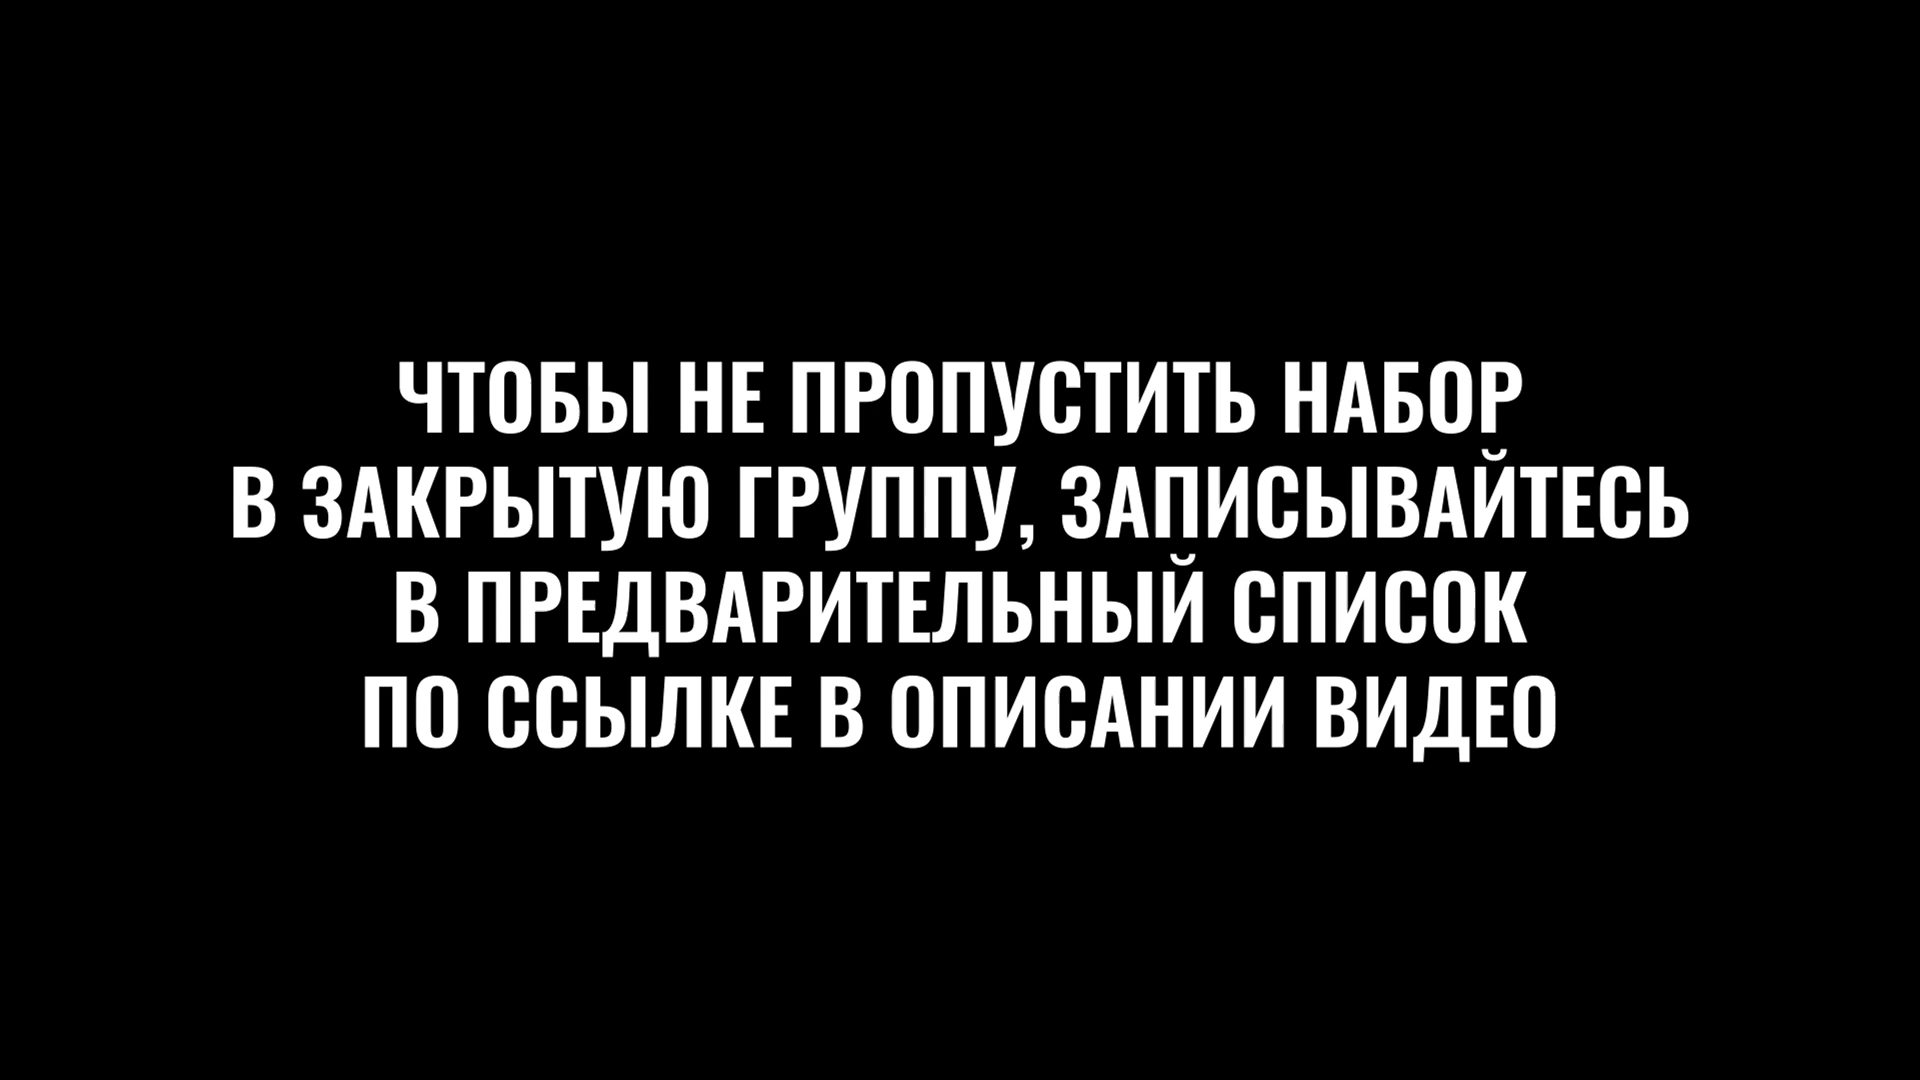 ЧТОБЫ НЕ ПРОПУСТИТЬ НАБОР
В ЗАКРЫТУЮ ГРУППУ, ЗАПИСЫВАЙТЕСЬ
В ПРЕДВАРИТЕЛЬНЫЙ СПИСОК
ПО ССЫЛКЕ В ОПИСАНИИ ВИДЕО